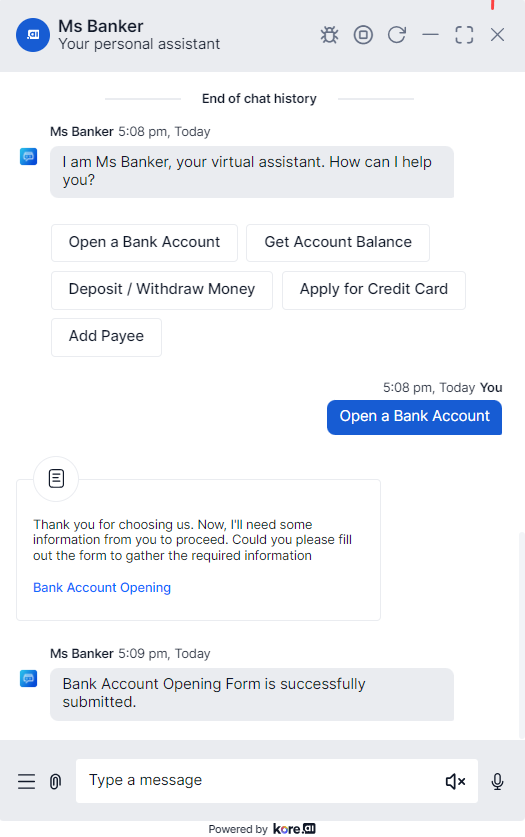 .ai
Ms Banker
Your personal assistant
End of chat history
Ms Banker 5:08 pm, Today
I am Ms Banker, your virtual assistant. How can I help
you?
Open a Bank Account
Get Account Balance
Deposit / Withdraw Money
Apply for Credit Card
Add Payee
5:08 pm, Today You
Open a Bank Account
Thank you for choosing us. Now, I'll need some
information from you to proceed. Could you please fill
out the form to gather the required information
Bank Account Opening
Ms Banker 5:09 pm, Today
Bank Account Opening Form is successfully
submitted.
Type a message
Powered by kore.ai